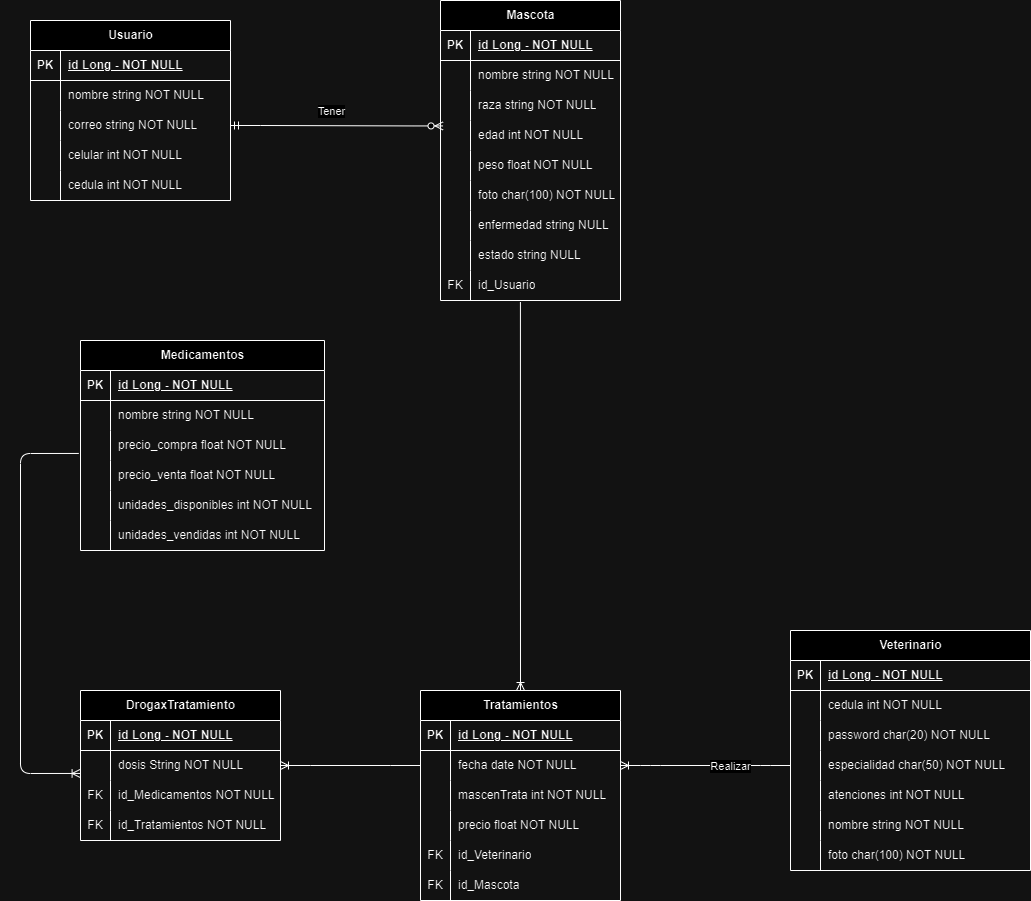 Usuario
PK id Long - NOT NULL
nombre string NOT NULL
correo string NOT NULL
celular int NOT NULL
cedula int NOT NULL
Tener
Mascota
PK id Long - NOT NULL
nombre string NOT NULL
raza string NOT NULL
edad int NOT NULL
peso float NOT NULL
foto char(100) NOT NULL
enfermedad string NULL
estado string NULL
FK id_Usuario
Medicamentos
PK id Long - NOT NULL
nombre string NOT NULL
precio_compra float NOT NULL
precio_venta float NOT NULL
unidades_disponibles int NOT NULL
unidades_vendidas int NOT NULL
DrogaxTratamiento
PK id Long - NOT NULL
dosis String NOT NULL
FK id_Medicamentos NOT NULL
FK id_Tratamientos NOT NULL
Tratamientos
PK id Long - NOT NULL
fecha date NOT NULL
mascenTrata int NOT NULL
precio float NOT NULL
FK id_Veterinario
FK id_Mascota
Realizar
Veterinario
PK id Long - NOT NULL
cedula int NOT NULL
password char(20) NOT NULL
especialidad char(50) NOT NULL
atenciones int NOT NULL
nombre string NOT NULL
foto char(100) NOT NULL